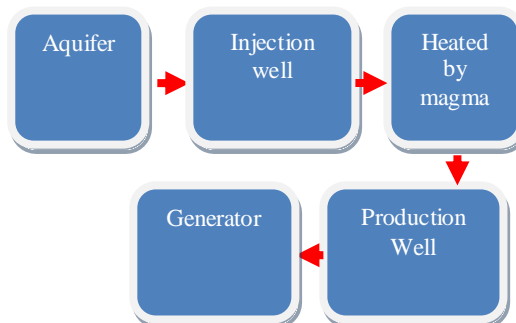 Aquifer
Injection
well
Heated
by
magma
Production
Well
Generator